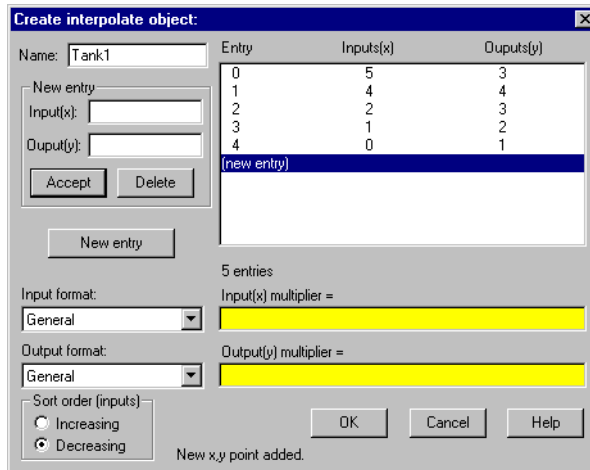 Create interpolate object:
Name: Tank1
New entry
Input(x):
Ouput(y):
Accept Delete
New entry
Entry Inputs(x) Ouputs(y)
0 5 3
1 4 4
2 2 3
3 1 2
4 0 1
(new entry)
5 entries
Input format:
General
Input(x) multiplier =
Output format:
General
Output(y) multiplier =
Sort order (inputs)
Increasing
Decreasing
OK Cancel Help
New x,y point added.